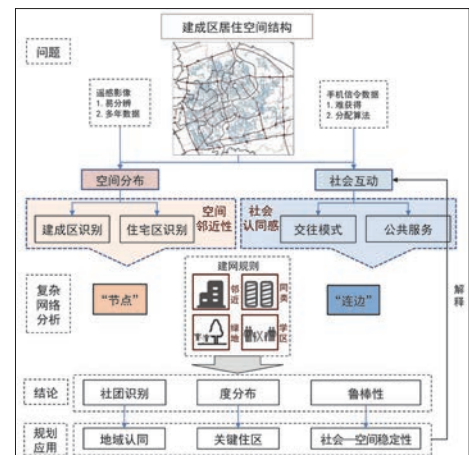 建成区居住空间结构
问题
遥感影像
1. 易分辨
2. 多年数据
手机信令数据
1. 难获得
2. 分配算法
空间分布
社会互动
建成区识别
住宅区识别
空间
邻近性
社会
认同感
交往模式
公共服务
复杂
网络
分析
“节点”
建网规则
邻近
同类
绿地
学区
“连边”
解释
结论
社团识别
度分布
鲁棒性
规划
应用
地域认同
关键住区
社会—空间稳定性